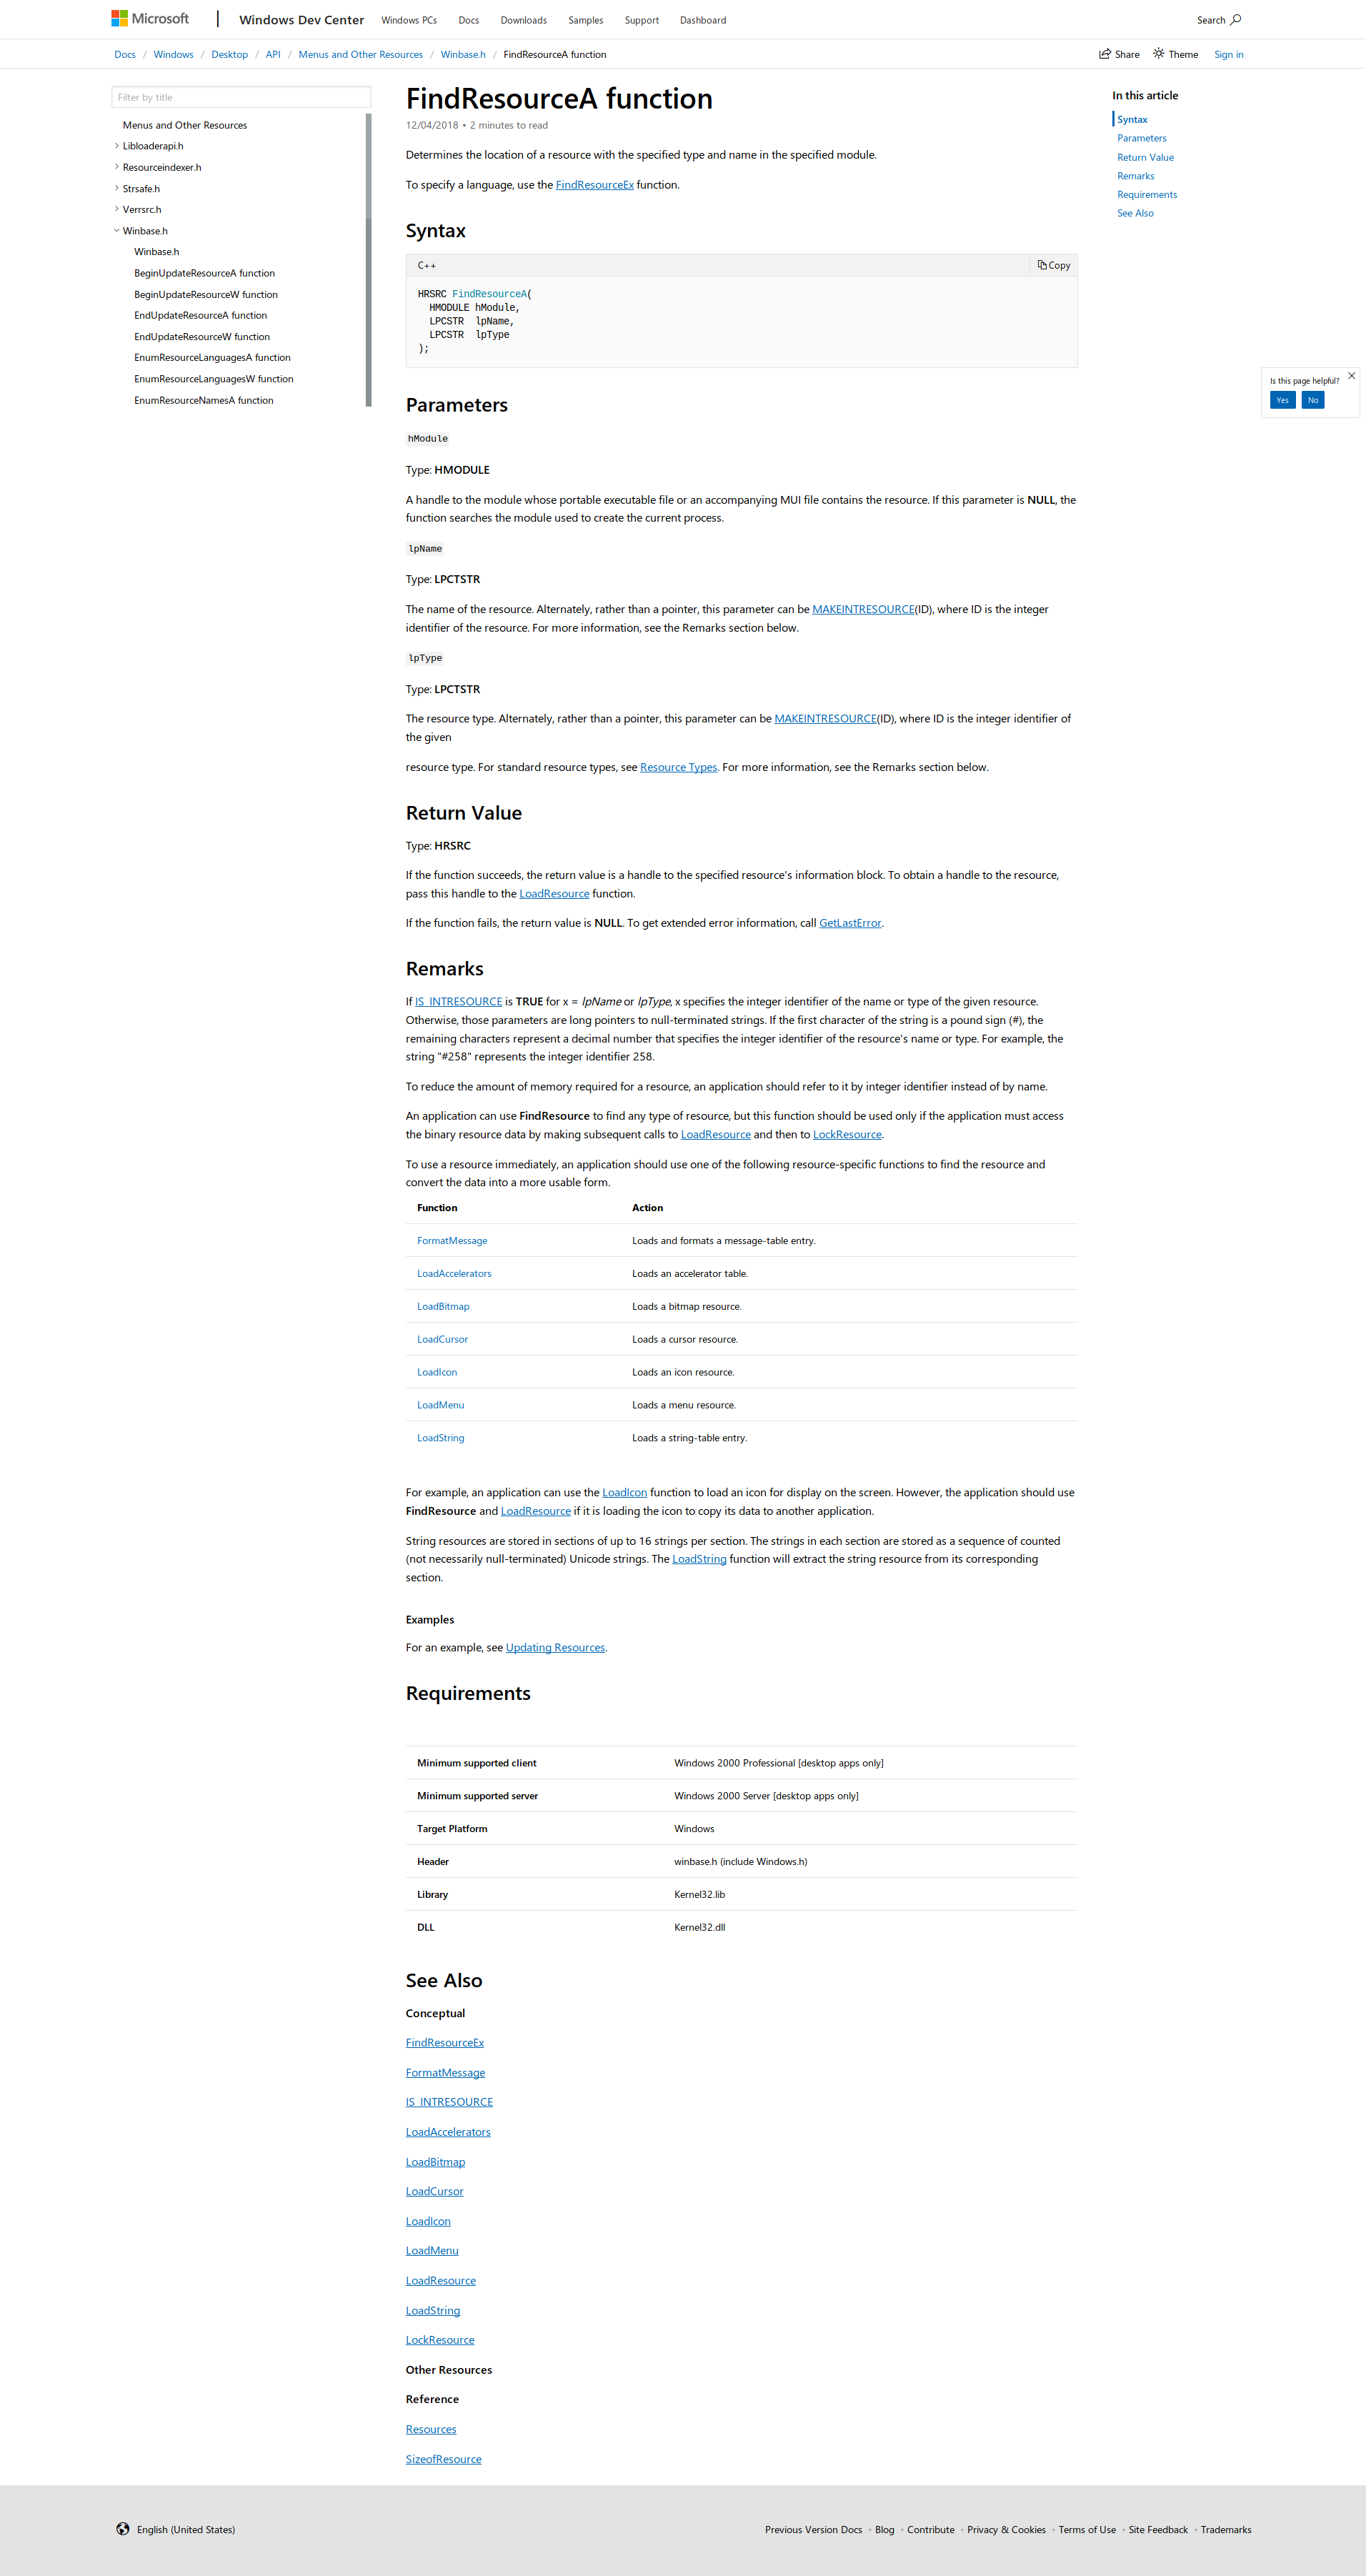 Microsoft
Windows Dev Center
Windows PCs
Docs
Downloads
Samples
Support
Dashboard
Search
Docs / Windows / Desktop / API / Menus and Other Resources / Winbase.h / FindResourceA function
Share
Theme
Sign in
Filter by title
Menus and Other Resources
Libloaderapi.h
Resourceindexer.h
Strsafe.h
Verrsrc.h
Winbase.h
Winbase.h
BeginUpdateResourceA function
BeginUpdateResourceW function
EndUpdateResourceA function
EndUpdateResourceW function
EnumResourceLanguagesA function
EnumResourceLanguagesW function
EnumResourceNamesA function
FindResourceA function
12/04/2018 • 2 minutes to read
Determines the location of a resource with the specified type and name in the specified module.
To specify a language, use the FindResourceEx function.
Syntax
C++
Copy
HRSRC FindResourceA(
HMODULE hModule,
LPCSTR  lpName,
LPCSTR  lpType
);
Parameters
hModule
Type: HMODULE
A handle to the module whose portable executable file or an accompanying MUI file contains the resource. If this parameter is NULL, the
function searches the module used to create the current process.
lpName
Type: LPCTSTR
The name of the resource. Alternately, rather than a pointer, this parameter can be MAKEINTRESOURCE(ID), where ID is the integer
identifier of the resource. For more information, see the Remarks section below.
lpType
Type: LPCTSTR
The resource type. Alternately, rather than a pointer, this parameter can be MAKEINTRESOURCE(ID), where ID is the integer identifier of
the given
resource type. For standard resource types, see Resource Types. For more information, see the Remarks section below.
Return Value
Type: HRSRC
If the function succeeds, the return value is a handle to the specified resource's information block. To obtain a handle to the resource,
pass this handle to the LoadResource function.
If the function fails, the return value is NULL. To get extended error information, call GetLastError.
Remarks
If IS_INTRESOURCE is TRUE for x = lpName or lpType, x specifies the integer identifier of the name or type of the given resource.
Otherwise, those parameters are long pointers to null-terminated strings. If the first character of the string is a pound sign (#), the
remaining characters represent a decimal number that specifies the integer identifier of the resource's name or type. For example, the
string "#258" represents the integer identifier 258.
To reduce the amount of memory required for a resource, an application should refer to it by integer identifier instead of by name.
An application can use FindResource to find any type of resource, but this function should be used only if the application must access
the binary resource data by making subsequent calls to LoadResource and then to LockResource.
To use a resource immediately, an application should use one of the following resource-specific functions to find the resource and
convert the data into a more usable form.
Function Action
FormatMessage Loads and formats a message-table entry.
LoadAccelerators Loads an accelerator table.
LoadBitmap Loads a bitmap resource.
LoadCursor Loads a cursor resource.
LoadIcon Loads an icon resource.
LoadMenu Loads a menu resource.
LoadString Loads a string-table entry.
For example, an application can use the LoadIcon function to load an icon for display on the screen. However, the application should use
FindResource and LoadResource if it is loading the icon to copy its data to another application.
String resources are stored in sections of up to 16 strings per section. The strings in each section are stored as a sequence of counted
(not necessarily null-terminated) Unicode strings. The LoadString function will extract the string resource from its corresponding
section.
Examples
For an example, see Updating Resources.
Requirements
Minimum supported client Windows 2000 Professional [desktop apps only]
Minimum supported server Windows 2000 Server [desktop apps only]
Target Platform Windows
Header winbase.h (include Windows.h)
Library Kernel32.lib
DLL Kernel32.dll
See Also
Conceptual
FindResourceEx
FormatMessage
IS_INTRESOURCE
LoadAccelerators
LoadBitmap
LoadCursor
LoadIcon
LoadMenu
LoadResource
LoadString
LockResource
Other Resources
Reference
Resources
SizeofResource
In this article
Syntax
Parameters
Return Value
Remarks
Requirements
See Also
Is this page helpful?
Yes No
English (United States)
Previous Version Docs • Blog • Contribute • Privacy & Cookies • Terms of Use • Site Feedback • Trademarks